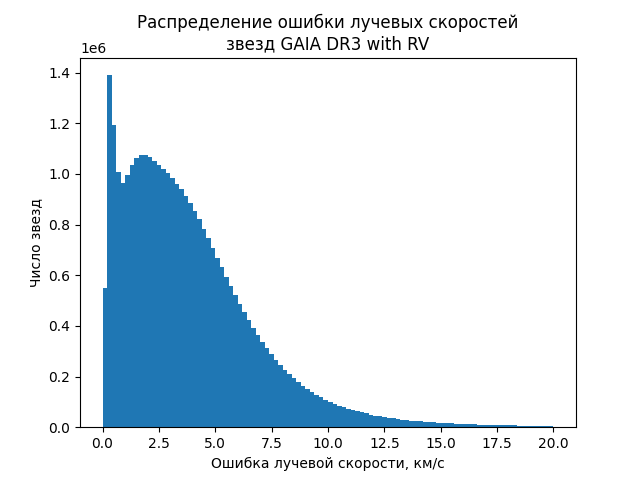 Распределение ошибки лучевых скоростей
звезд GAIA DR3 with RV
1e6
1.4
1.2
1.0
0.8
0.6
0.4
0.2
0.0
Число звезд
0.0 2.5 5.0 7.5 10.0 12.5 15.0 17.5 20.0
Ошибка лучевой скорости, км/с